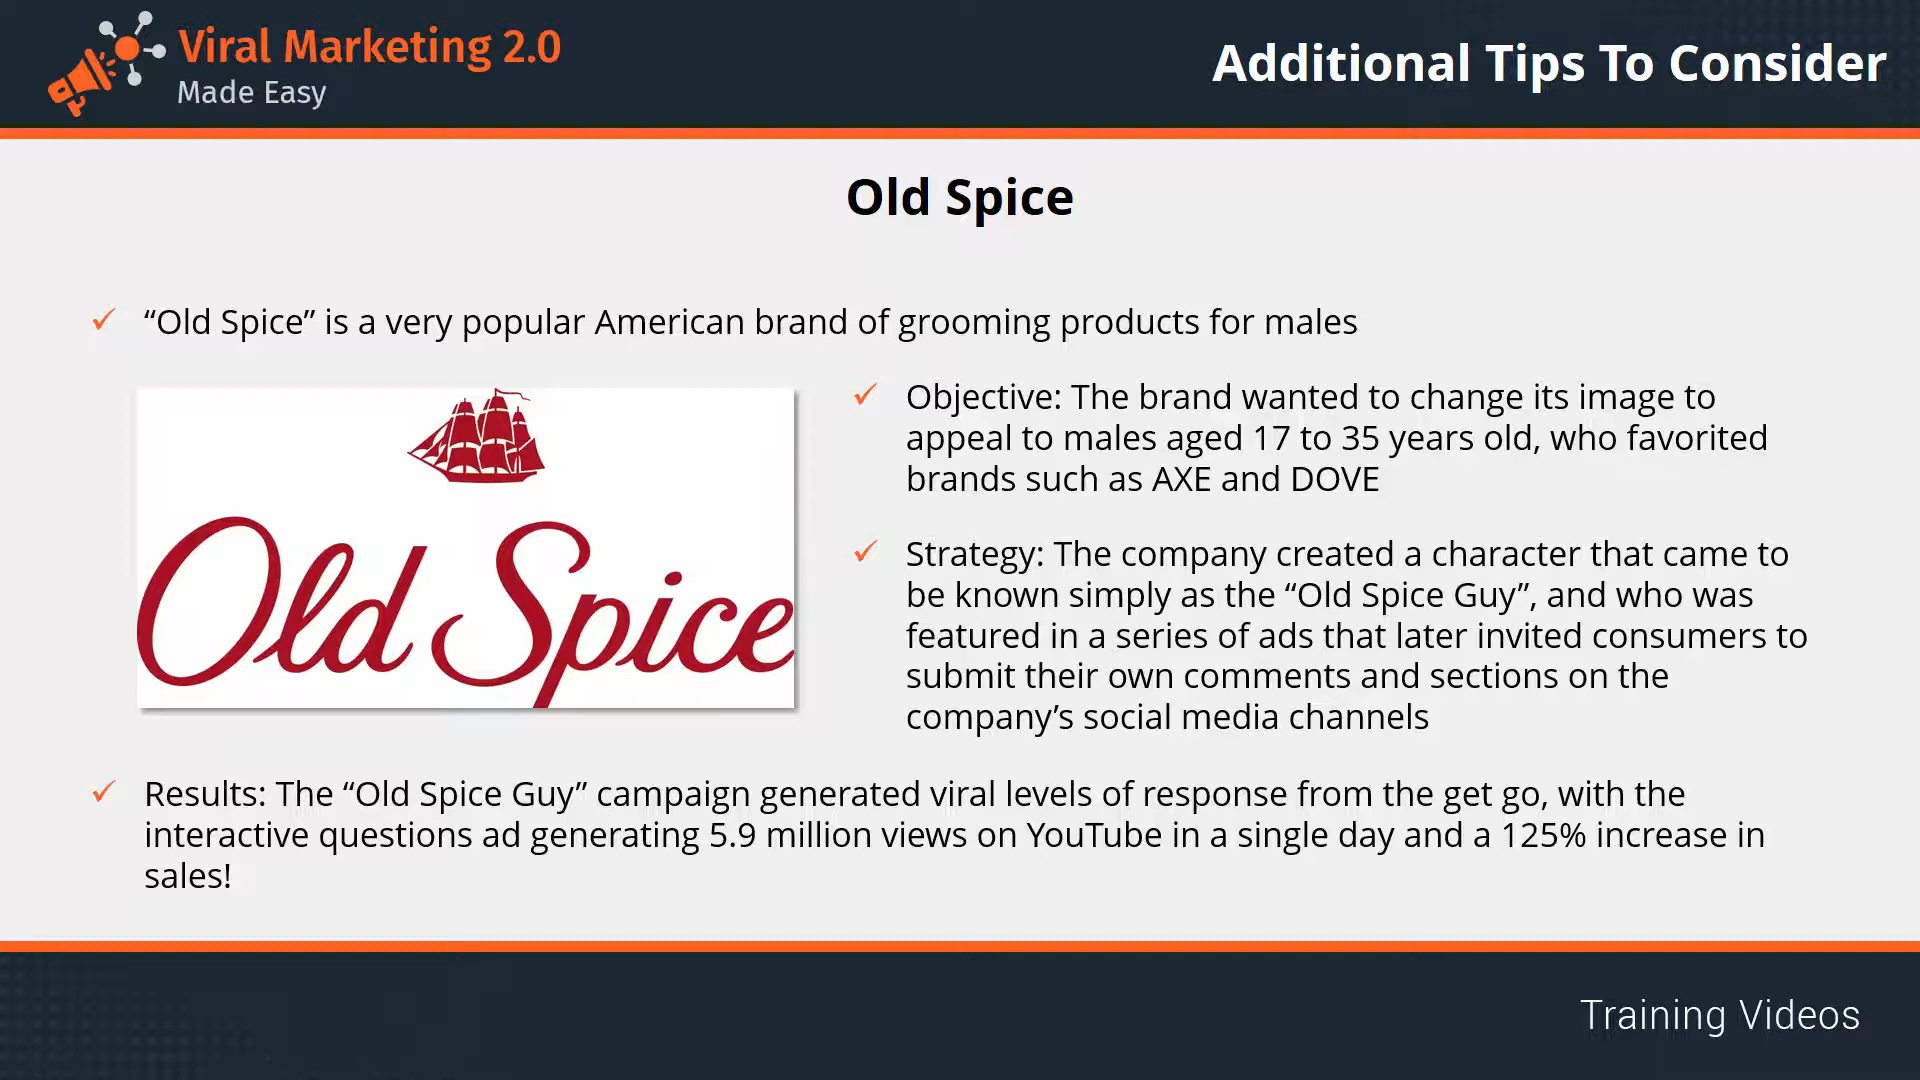 Viral Marketing 2.0
Made Easy
Additional Tips To Consider
Old Spice
“Old Spice” is a very popular American brand of grooming products for males
Old Spice
Objective: The brand wanted to change its image to
appeal to males aged 17 to 35 years old, who favorited
brands such as AXE and DOVE
Strategy: The company created a character that came to
be known simply as the “Old Spice Guy”, and who was
featured in a series of ads that later invited consumers to
submit their own comments and sections on the
company’s social media channels
Results: The “Old Spice Guy” campaign generated viral levels of response from the get go, with the
interactive questions ad generating 5.9 million views on YouTube in a single day and a 125% increase in
sales!
Training Videos